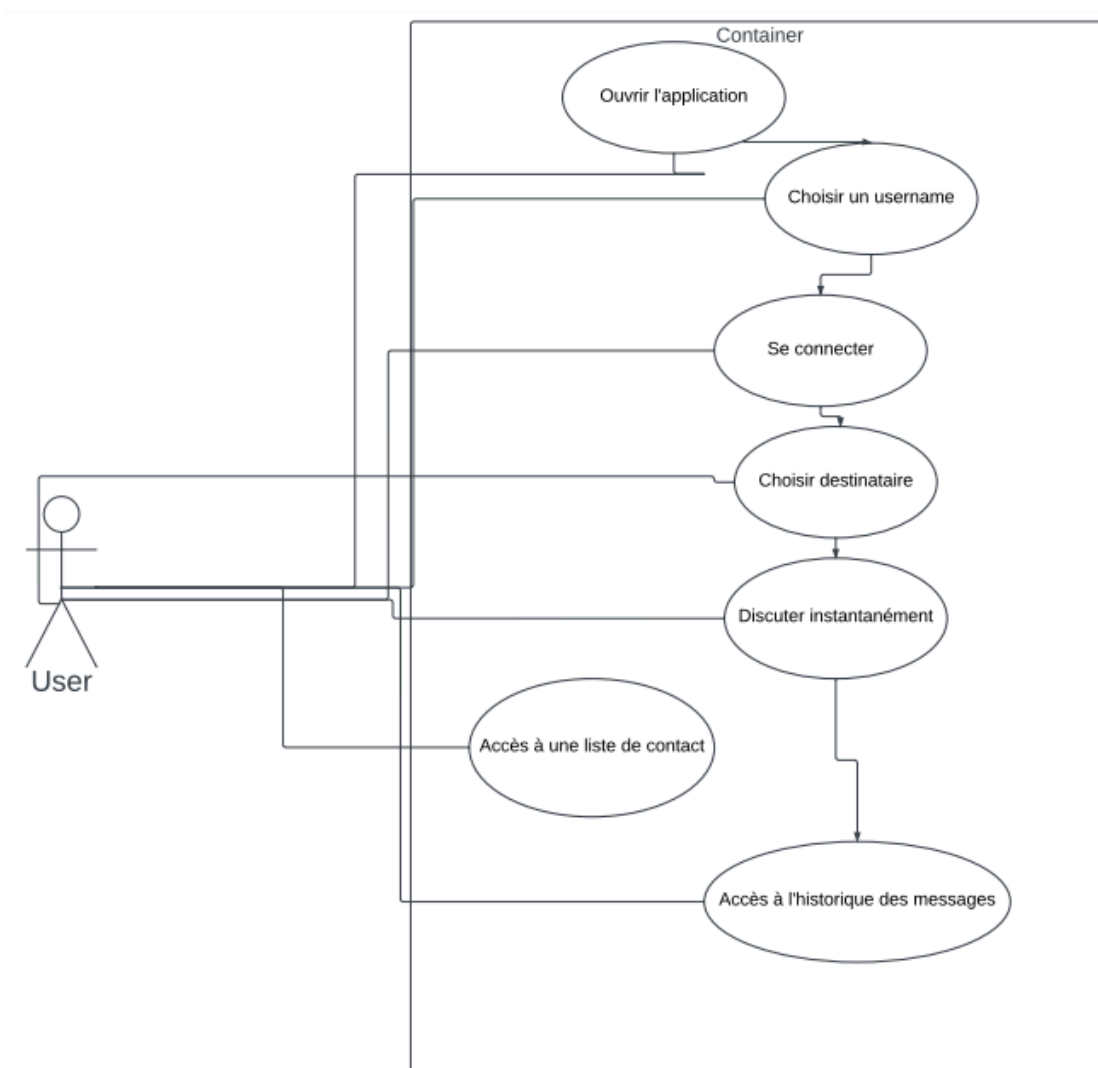 Container
Ouvrir l'application
Choisir un username
Se connecter
Choisir destinataire
Discuter instantanément
User
Accès à une liste de contact
Accès à l'historique des messages